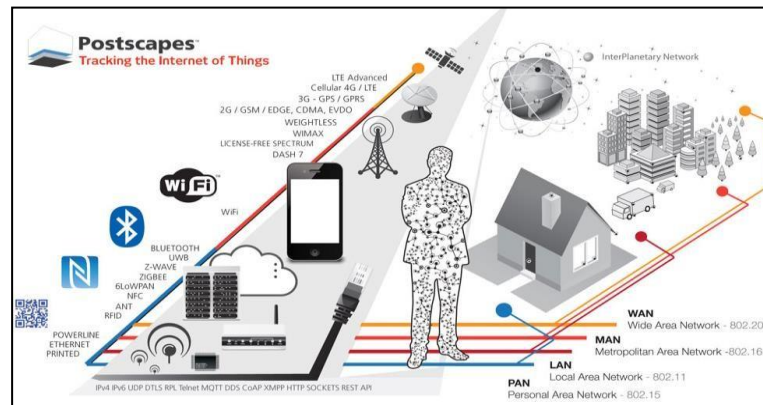 Postscapes™
Tracking the Internet of Things
InterPlanetary Network
LTE Advanced
Cellular 4G / LTE
3G - GPS / GPRS
2G / GSM / EDGE, CDMA, EVDO
WEIGHTLESS
WIMAX
LICENSE-FREE SPECTRUM
DASH 7
WiFi
WiFi
BLUETOOTH
UWB
Z-WAVE
ZIGBEE
6LoWPAN
NFC
ANT
RFID
POWERLINE
ETHERNET
PRINTED
WAN
Wide Area Network - 802.20
MAN
Metropolitan Area Network -802.16
LAN
Local Area Network - 802.11
PAN
Personal Area Network - 802.15
IPv4 IPv6 UDP DTLS RPL Telnet MQTT DDS CoAP XMPP HTTP SOCKETS REST API